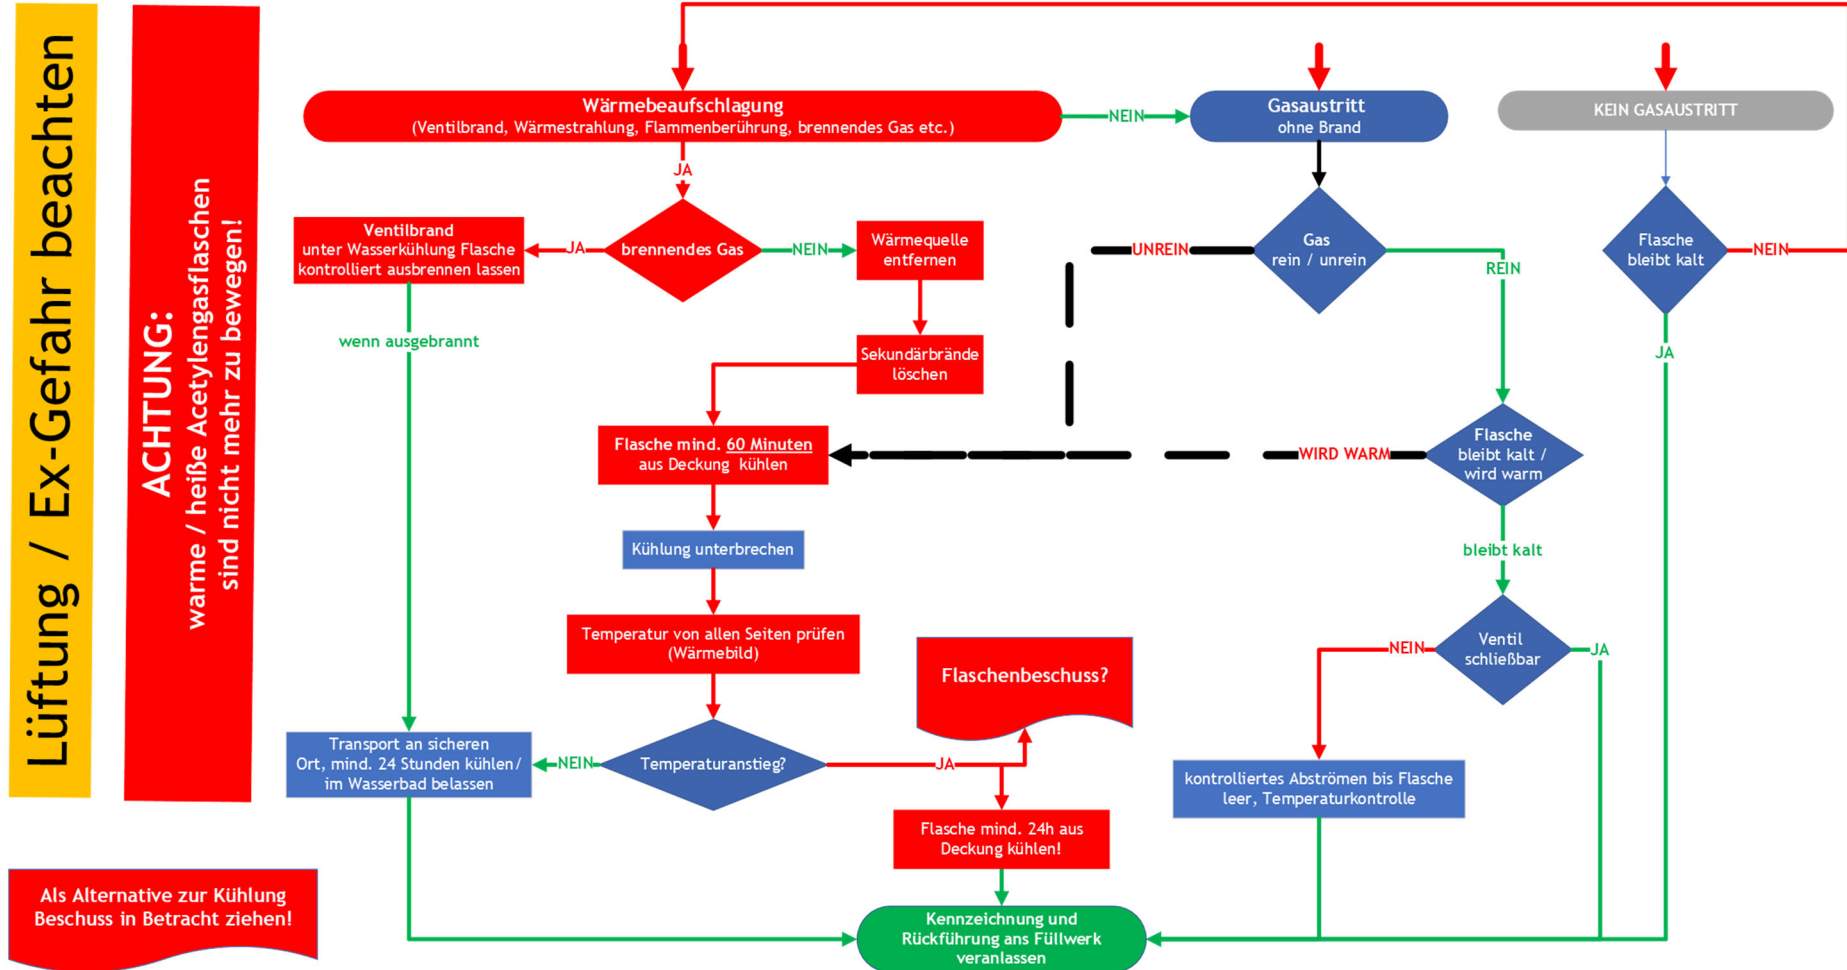 Lüftung / Ex-Gefahr beachten
ACHTUNG:
warme / heiße Acetylengasflaschen
sind nicht mehr zu bewegen!
Wärmebeaufschlagung
(Ventilbrand, Wärmestrahlung, Flammenberührung, brennendes Gas etc.)
NEIN
Gasaustritt
ohne Brand
KEIN GASAUSTRITT
JA
Ventilbrand
unter Wasserkühlung Flasche
kontrolliert ausbrennen lassen
JA
brennendes Gas
NEIN
Wärmequelle
entfernen
UNREIN
Gas
rein / unrein
REIN
Flasche
bleibt kalt
NEIN
wenn ausgebrannt
Sekundärbrände
löschen
JA
Flasche mind. 60 Minuten
aus Deckung kühlen
WIRD WARM
Flasche
bleibt kalt /
wird warm
Kühlung unterbrechen
bleibt kalt
Temperatur von allen Seiten prüfen
(Wärmebild)
Flaschenbeschuss?
NEIN
Ventil
schließbar
JA
Transport an sicheren
Ort, mind. 24 Stunden kühlen/
im Wasserbad belassen
NEIN
Temperaturanstieg?
JA
kontrolliertes Abströmen bis Flasche
leer, Temperaturkontrolle
Flasche mind. 24h aus
Deckung kühlen!
Als Alternative zur Kühlung
Beschuss in Betracht ziehen!
Kennzeichnung und
Rückführung ans Füllwerk
veranlassen